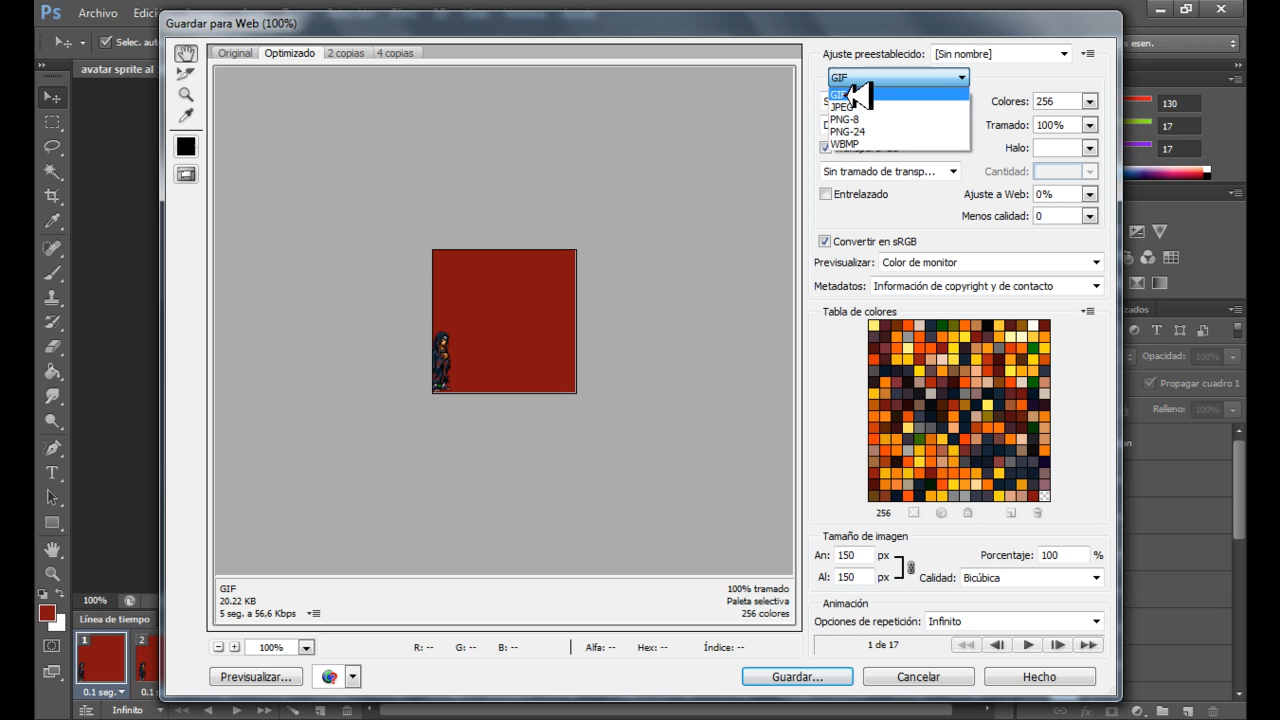 Ps Archivo Edici
Guardar para Web (100%)
Selec. aut
esen.
avatar sprite al
Original Optimizado 2 copias 4 copias
Ajuste preestablecido: [Sin nombre]
GIF
GIF
JPEG
PNG-8
PNG-24
WBMP
Colores: 256
Tramado: 100%
Halo:
Sin tramado de transp... Cantidad:
Entrelazado Ajuste a Web: 0%
Menos calidad: 0
Convertir en sRGB
Previsualizar: Color de monitor
Metadatos: Información de copyright y de contacto
Tabla de colores
256
Tamaño de imagen
An: 150 px Porcentaje: 100 %
Al: 150 px Calidad: Bicúbica
Animación
Opciones de repetición: Infinito
1 de 17
GIF 100% tramado
20.22 KB Paleta selectiva
5 seg. a 56,6 Kbps 256 colores
100% R: -- G: -- B: -- Alfa: -- Hex: -- Índice: --
Previsualizar... Guardar... Cancelar Hecho
130
17
17
zados
Opacidad: 100%
Propagar cuadro 1
Relleno: 100%
100%
Línea de tiempo
1 2
0.1 seg. 0.1 s
Infinito